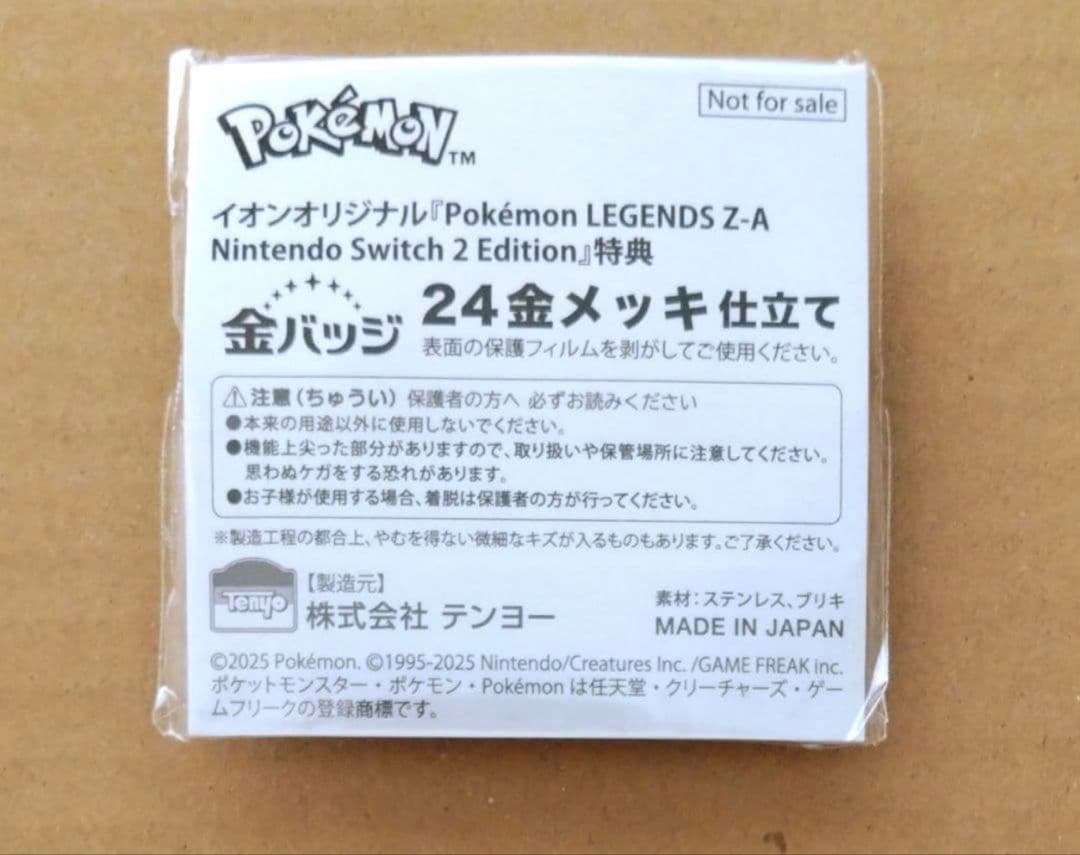 POKéMON™
Not for sale
イオンオリジナル『Pokémon LEGENDS Z-A
Nintendo Switch 2 Edition』特典
金バッジ
24金メッキ仕立て
表面の保護フィルムを剥がしてご使用ください。
⚠注意(ちゅうい) 保護者の方へ 必ずお読みください
●本来の用途以外に使用しないでください。
●機能上尖った部分がありますので、取り扱いや保管場所に注意してください。
思わぬケガをする恐れがあります。
●お子様が使用する場合、着脱は保護者の方が行ってください。
※製造工程の都合上、やむを得ない微細なキズが入るものもあります。ご了承ください。
Tenyo
【製造元】
株式会社 テンヨー
素材:ステンレス、ブリキ
MADE IN JAPAN
©2025 Pokémon. ©1995-2025 Nintendo/Creatures Inc. /GAME FREAK inc.
ポケットモンスター・ポケモン・Pokémon は任天堂・クリーチャーズ・ゲー
ムフリークの登録商標です。